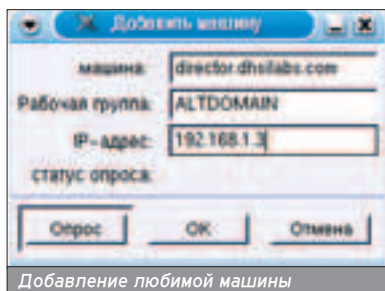 Добавить машину
машина: director.dhsilabs.com
Рабочая группа: ALTDOMAIN
IP-адрес: 192.168.1.3
статус опроса:
Опрос OK Отмена
Добавление любимой машины